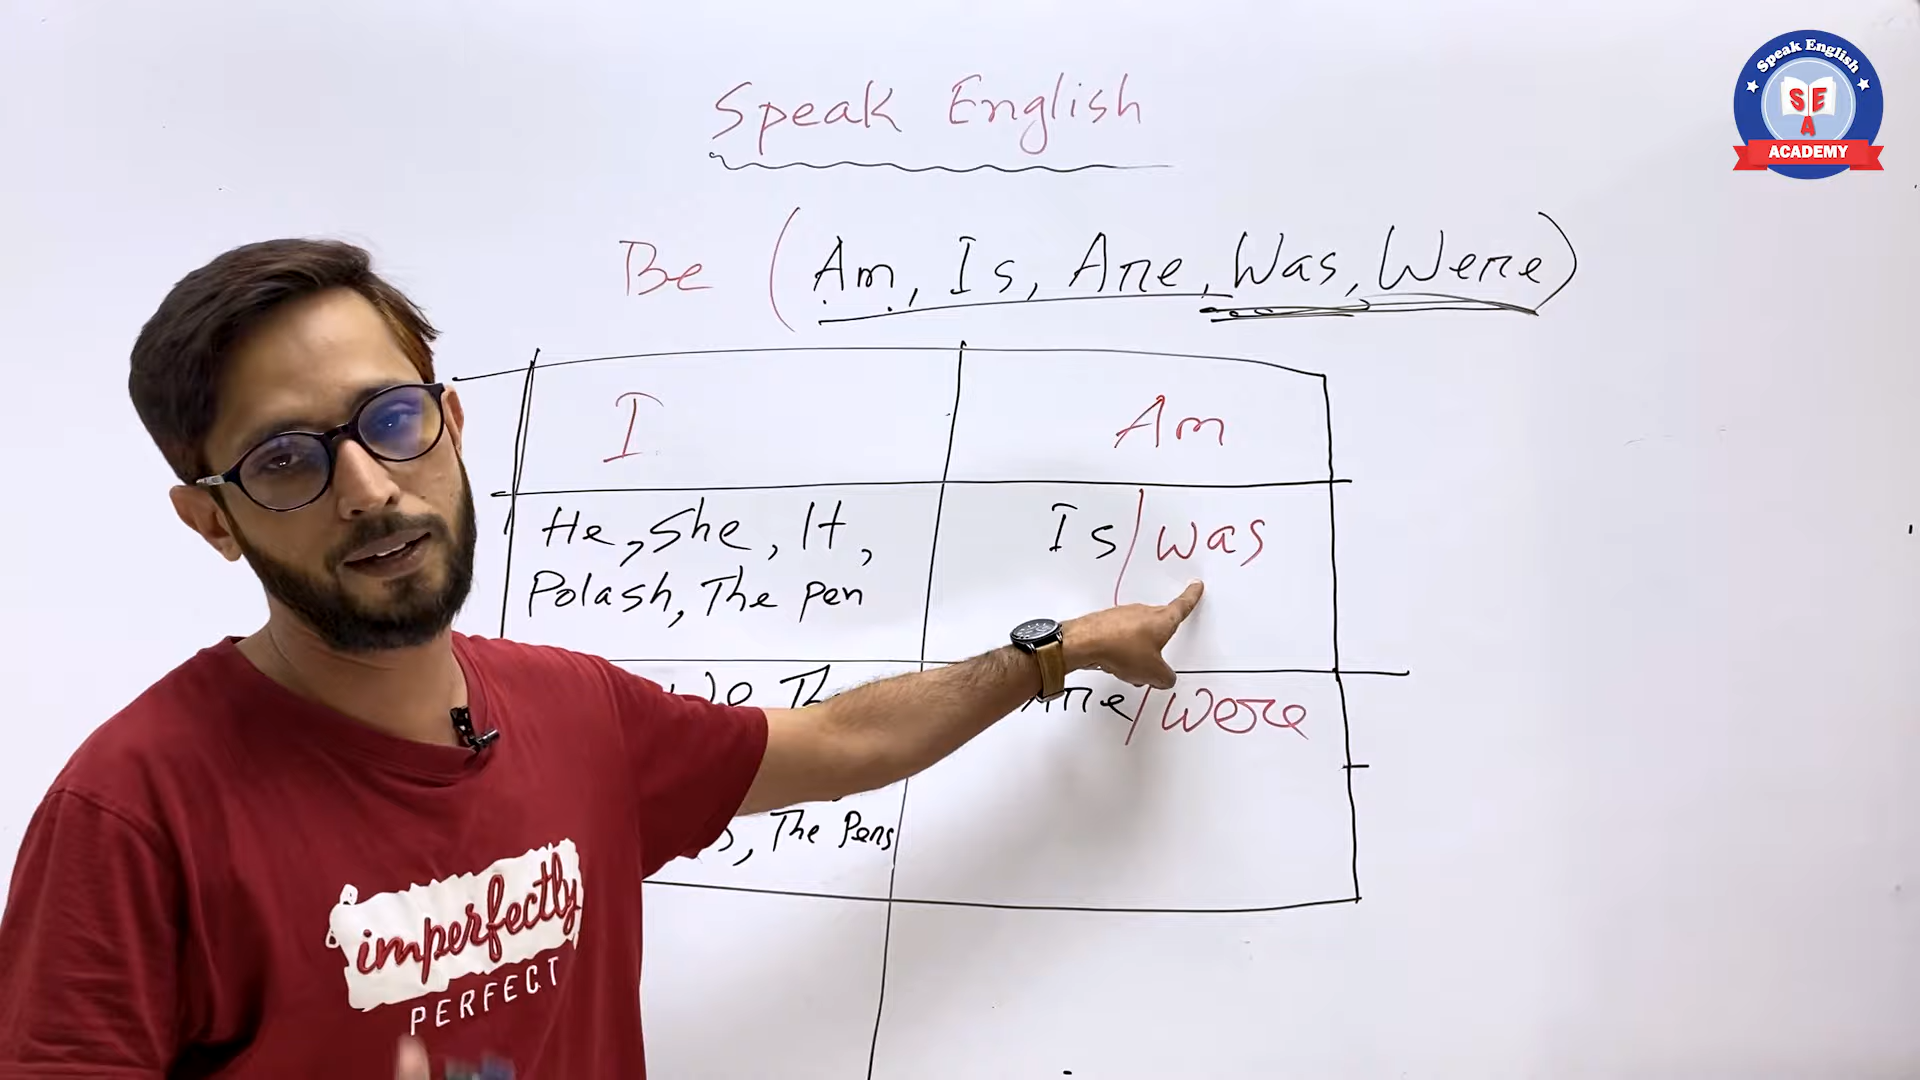 Speak English
SE
A
ACADEMY
Speak English
Be (Am, Is, Are, Was, Were)
I
Am
He, She, It,
Polash, The pen
Is/was
Are/were
The Pens
imperfectly
PERFECT